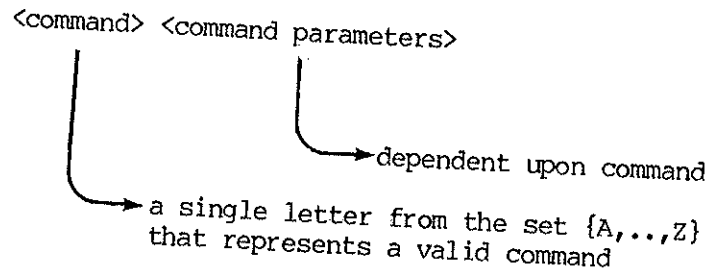 <command> <command parameters>
dependent upon command
a single letter from the set {A,..,Z}
that represents a valid command